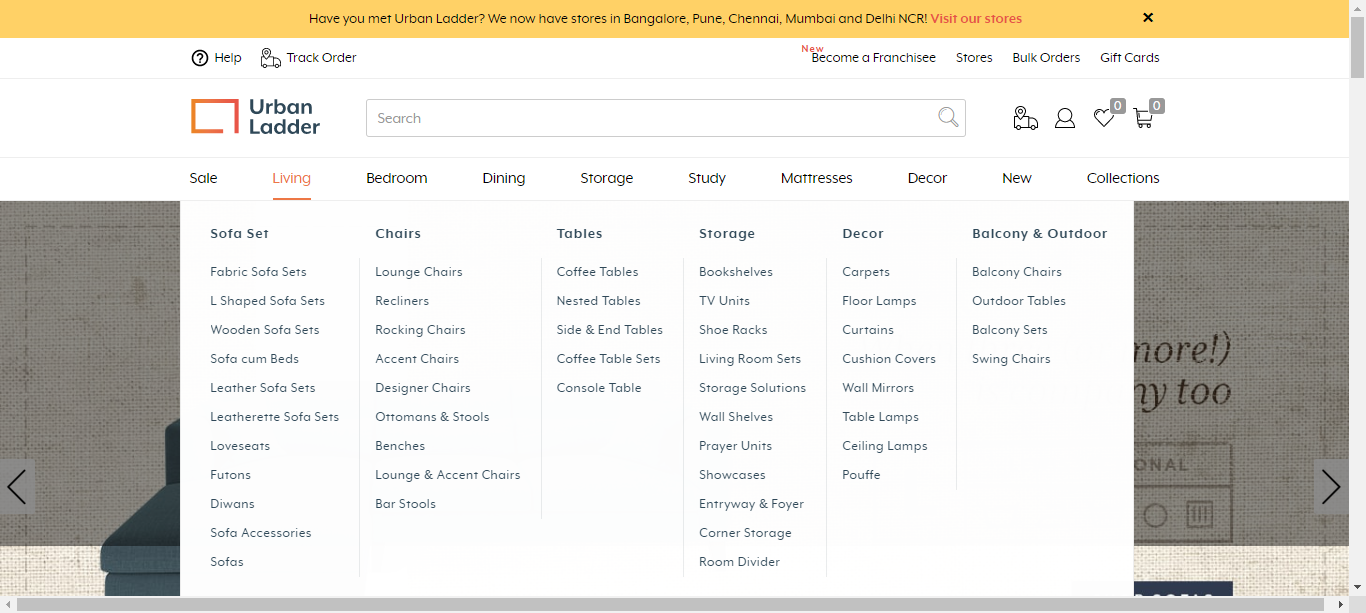 Have you met Urban Ladder? We now have stores in Bangalore, Pune, Chennai, Mumbai and Delhi NCR! Visit our stores
Help
Track Order
New
Become a Franchisee
Stores
Bulk Orders
Gift Cards
Urban
Ladder
Search
0
0
Sale
Living
Bedroom
Dining
Storage
Study
Mattresses
Decor
New
Collections
Sofa Set
Fabric Sofa Sets
L Shaped Sofa Sets
Wooden Sofa Sets
Sofa cum Beds
Leather Sofa Sets
Leatherette Sofa Sets
Loveseats
Futons
Diwans
Sofa Accessories
Sofas
Chairs
Lounge Chairs
Recliners
Rocking Chairs
Accent Chairs
Designer Chairs
Ottomans & Stools
Benches
Lounge & Accent Chairs
Bar Stools
Tables
Coffee Tables
Nested Tables
Side & End Tables
Coffee Table Sets
Console Table
Storage
Bookshelves
TV Units
Shoe Racks
Living Room Sets
Storage Solutions
Wall Shelves
Prayer Units
Showcases
Entryway & Foyer
Corner Storage
Room Divider
Decor
Carpets
Floor Lamps
Curtains
Cushion Covers
Wall Mirrors
Table Lamps
Ceiling Lamps
Pouffe
Balcony & Outdoor
Balcony Chairs
Outdoor Tables
Balcony Sets
Swing Chairs
more!)
ny too
ONAL